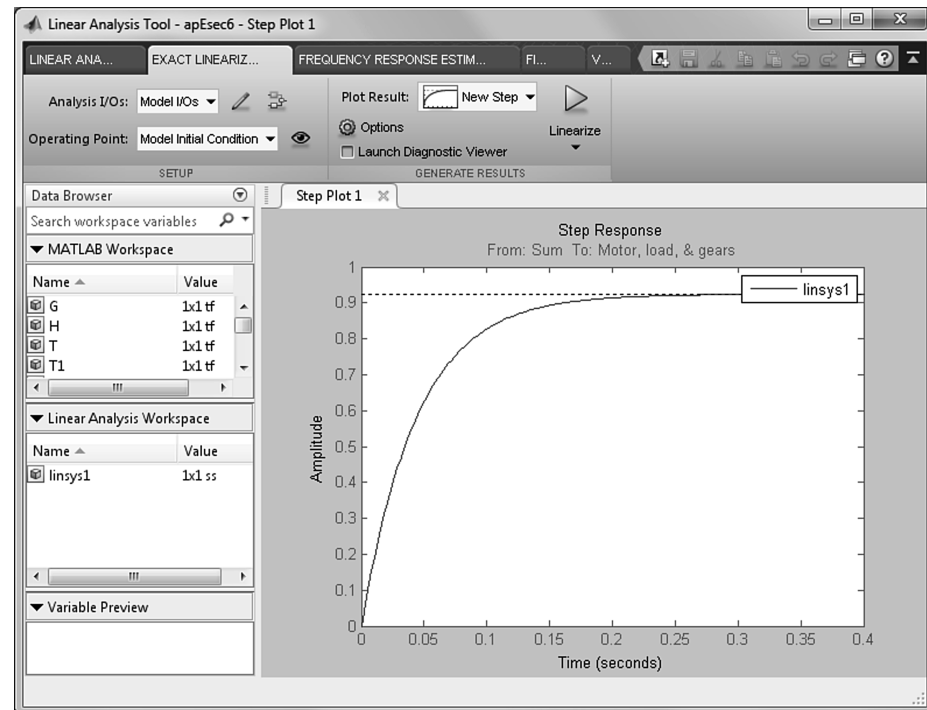 Linear Analysis Tool - apEsec6 - Step Plot 1
LINEAR ANA...
EXACT LINEARIZ...
FREQUENCY RESPONSE ESTIM...
FI...
V...
Analysis I/Os: Model I/Os
Operating Point: Model Initial Condition
SETUP
Plot Result: New Step
Options
Launch Diagnostic Viewer
Linearize
GENERATE RESULTS
Data Browser
Search workspace variables
MATLAB Workspace
Name Value
G 1x1 tf
H 1x1 tf
T 1x1 tf
T1 1x1 tf
Linear Analysis Workspace
Name Value
linsys1 1x1 ss
Variable Preview
Step Plot 1
Step Response
From: Sum To: Motor, load, & gears
linsys1
Amplitude
1
0.9
0.8
0.7
0.6
0.5
0.4
0.3
0.2
0.1
0
0 0.05 0.1 0.15 0.2 0.25 0.3 0.35 0.4
Time (seconds)